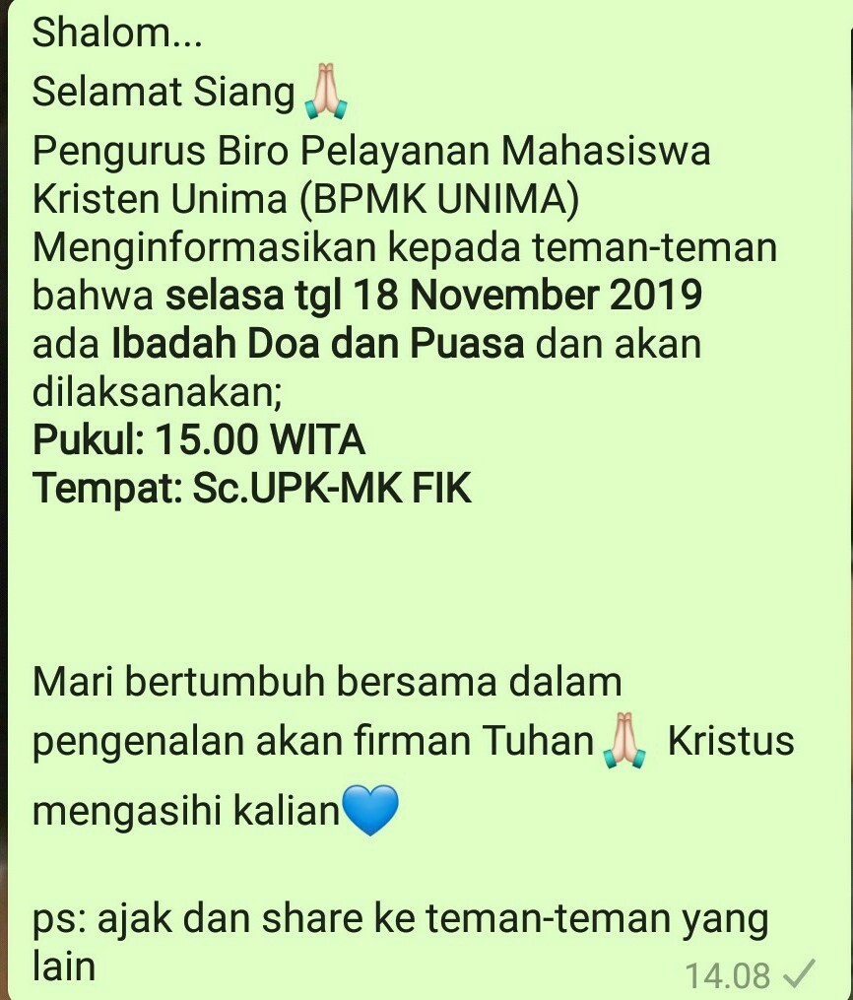 Shalom...
Selamat Siang🙏🏻
Pengurus Biro Pelayanan Mahasiswa
Kristen Unima (BPMK UNIMA)
Menginformasikan kepada teman-teman
bahwa selasa tgl 18 November 2019
ada Ibadah Doa dan Puasa dan akan
dilaksanakan;
Pukul: 15.00 WITA
Tempat: Sc.UPK-MK FIK
Mari bertumbuh bersama dalam
pengenalan akan firman Tuhan🙏🏻 Kristus
mengasihi kalian💙
ps: ajak dan share ke teman-teman yang
lain
14.08